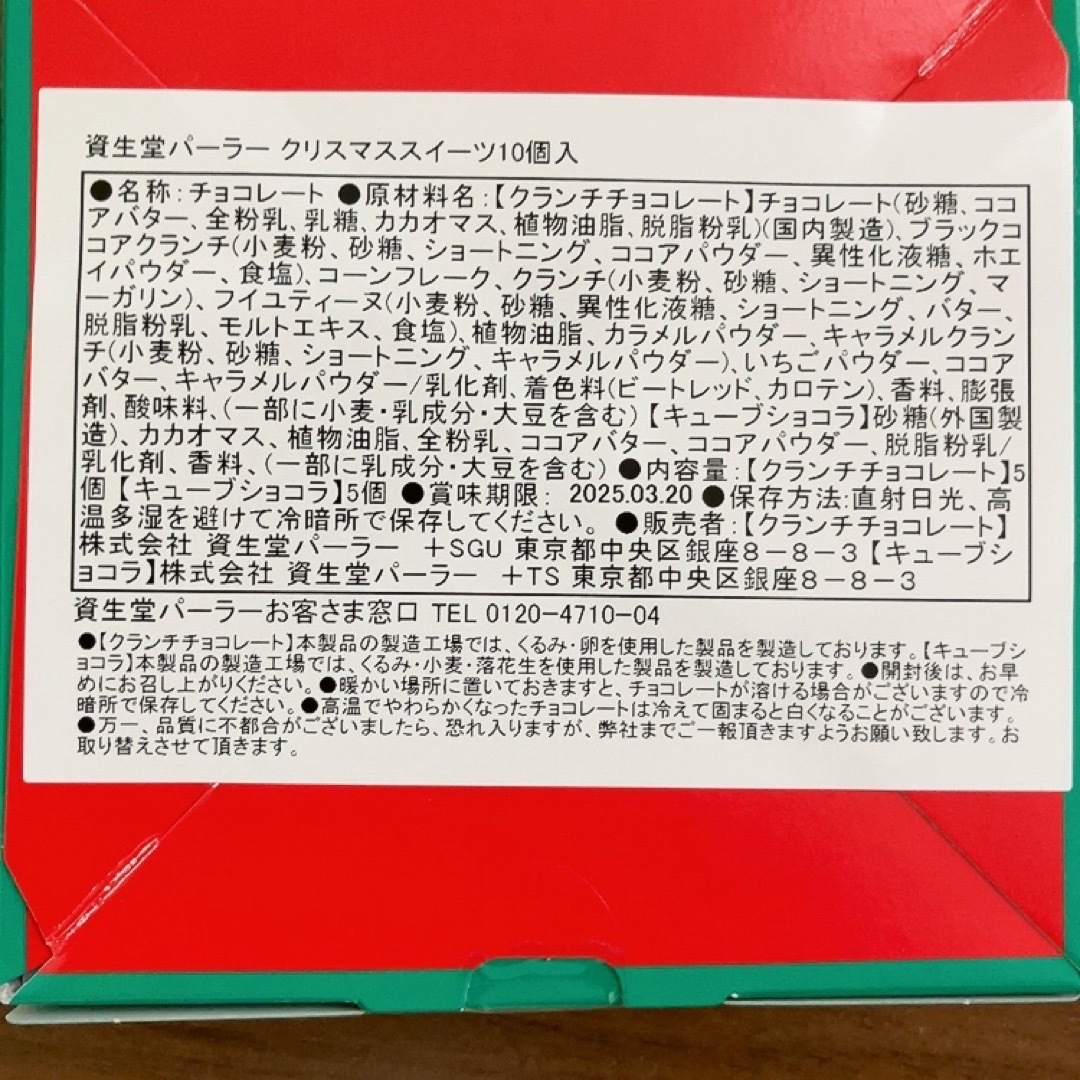 資生堂パーラー クリスマススイーツ10個入
●名称:チョコレート ●原材料名:【クランチチョコレート】チョコレート(砂糖、ココ
アバター、全粉乳、乳糖、カカオマス、植物油脂、脱脂粉乳)(国内製造)、ブラックコ
コアクランチ(小麦粉、砂糖、ショートニング、ココアパウダー、異性化液糖、ホエ
イパウダー、食塩)、コーンフレーク、クランチ(小麦粉、砂糖、ショートニング、マ
ーガリン)、フイユティーヌ(小麦粉、砂糖、異性化液糖、ショートニング、バター、
脱脂粉乳、モルトエキス、食塩)、植物油脂、カラメルパウダー、キャラメルクラン
チ(小麦粉、砂糖、ショートニング、キャラメルパウダー)、いちごパウダー、ココア
バター、キャラメルパウダー/乳化剤、着色料(ビートレッド、カロテン)、香料、膨張
剤、酸味料、(一部に小麦・乳成分・大豆を含む)【キューブショコラ】砂糖(外国製
造)、カカオマス、植物油脂、全粉乳、ココアバター、ココアパウダー、脱脂粉乳/
乳化剤、香料、(一部に乳成分・大豆を含む) ●内容量:【クランチチョコレート】5
個【キューブショコラ】5個 ●賞味期限: 2025.03.20 ●保存方法:直射日光、高
温多湿を避けて冷暗所で保存してください。 ●販売者:【クランチチョコレート】
株式会社 資生堂パーラー +SGU 東京都中央区銀座8-8-3【キューブシ
ョコラ】株式会社 資生堂パーラー +TS 東京都中央区銀座8-8-3
資生堂パーラーお客さま窓口 TEL 0120-4710-04
●【クランチチョコレート】本製品の製造工場では、くるみ・卵を使用した製品を製造しております。【キューブシ
ョコラ】本製品の製造工場では、くるみ・小麦・落花生を使用した製品を製造しております。●開封後は、お早
めにお召し上がりください。●暖かい場所に置いておきますと、チョコレートが溶ける場合がございますので冷
暗所で保存してください。●高温でやわらかくなったチョコレートは冷えて固まると白くなることがございます。
●万一、品質に不都合がございましたら、恐れ入りますが、弊社までご一報頂きますようお願い致します。お
取り替えさせて頂きます。